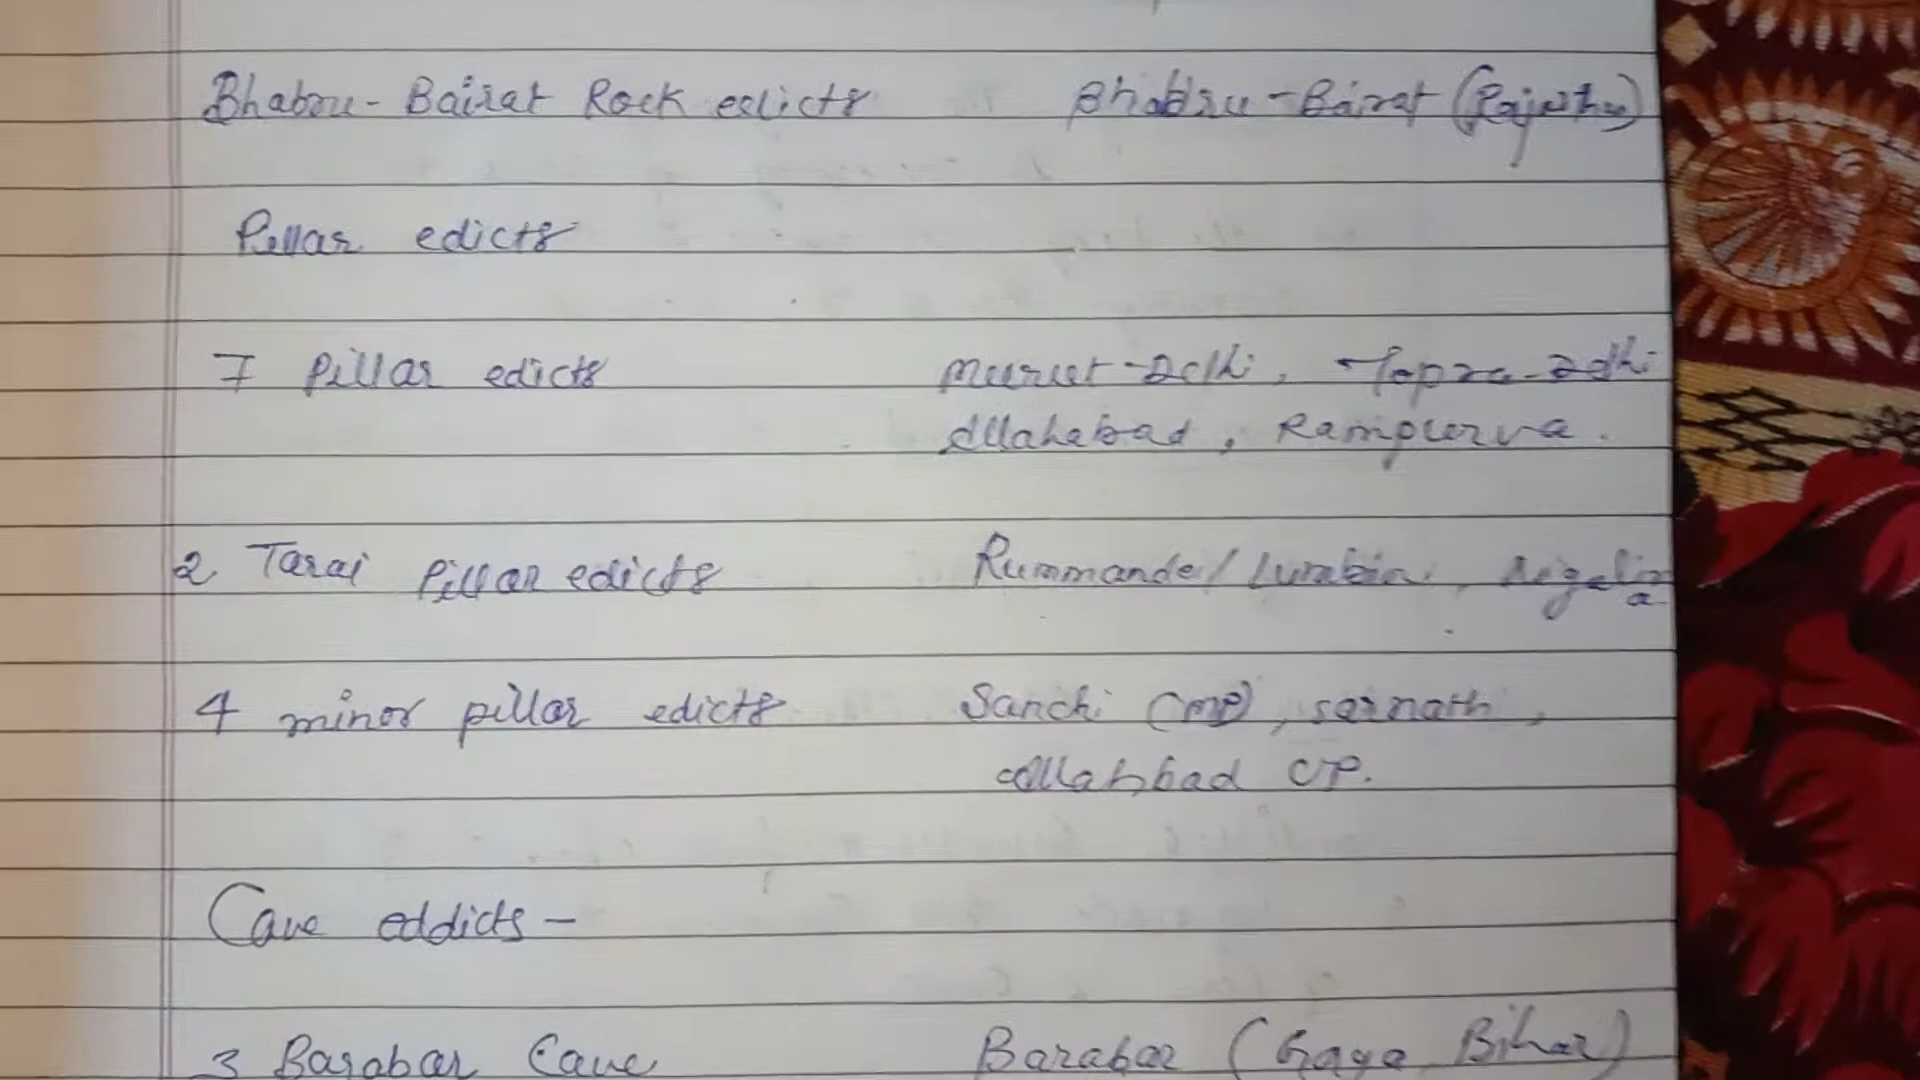 Bhabru - Bairat Rock edicts Bhabru - Bairat (Rajasthan)
Pillar edicts
7 Pillar edicts Meerut - Delhi, Topra - Delhi
Allahabad, Rampurva.
2 Tarai Pillar edicts Rummandei/Lumbini,
4 minor pillar edicts Sanchi (MP), sarnath,
Allahbad UP.
Cave eddicts -
3 Barabar Cave Barabar (Gaya Bihar)